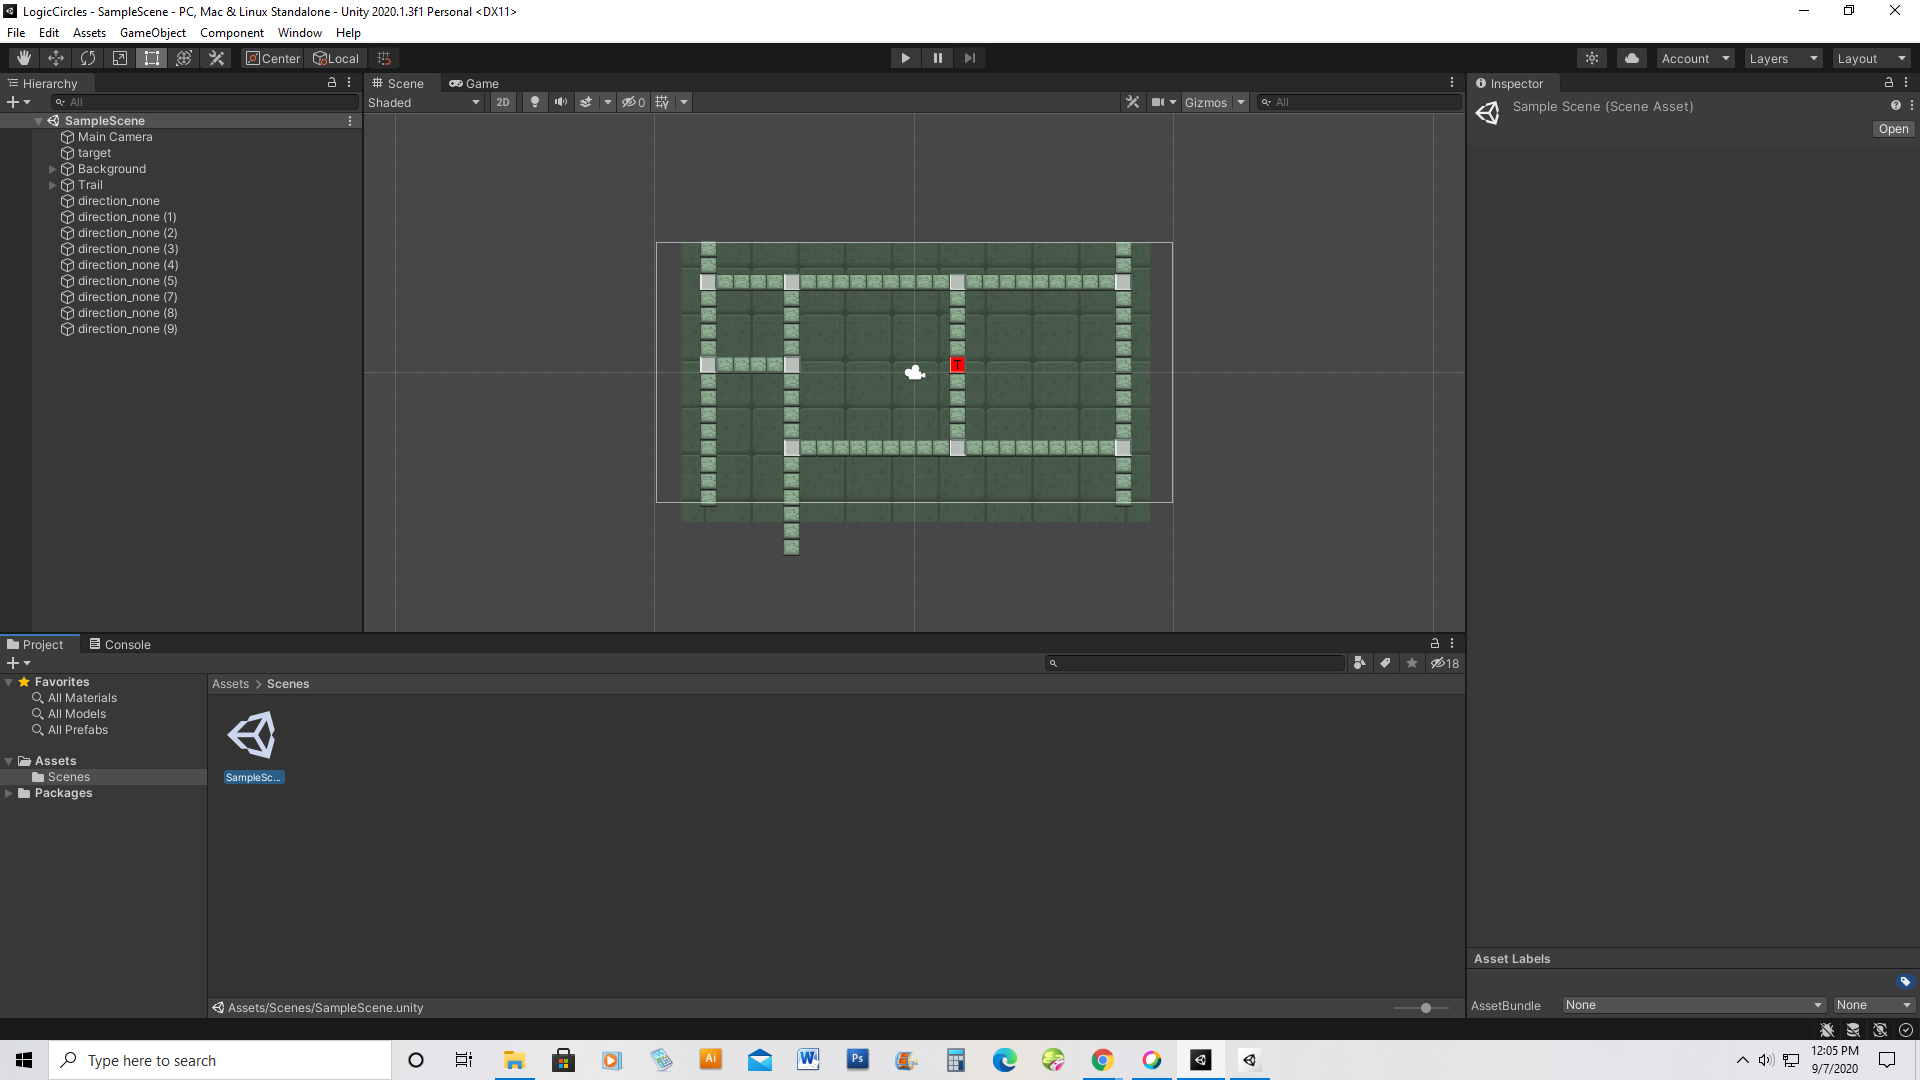 LogicCircles - SampleScene - PC, Mac & Linux Standalone - Unity 2020.1.3f1 Personal <DX11>
File Edit Assets GameObject Component Window Help
Center Local Account Layers Layout
Hierarchy
All
SampleScene
Main Camera
target
Background
Trail
direction_none
direction_none (1)
direction_none (2)
direction_none (3)
direction_none (4)
direction_none (5)
direction_none (7)
direction_none (8)
direction_none (9)
Scene Game
Shaded 2D 0 Gizmos All
T
Inspector
Sample Scene (Scene Asset)
Open
Project Console
18
Favorites
All Materials
All Models
All Prefabs
Assets
Scenes
Packages
Assets > Scenes
SampleSc...
Assets/Scenes/SampleScene.unity
Asset Labels
AssetBundle None None
Type here to search
Ai
W
Ps
12:05 PM
9/7/2020